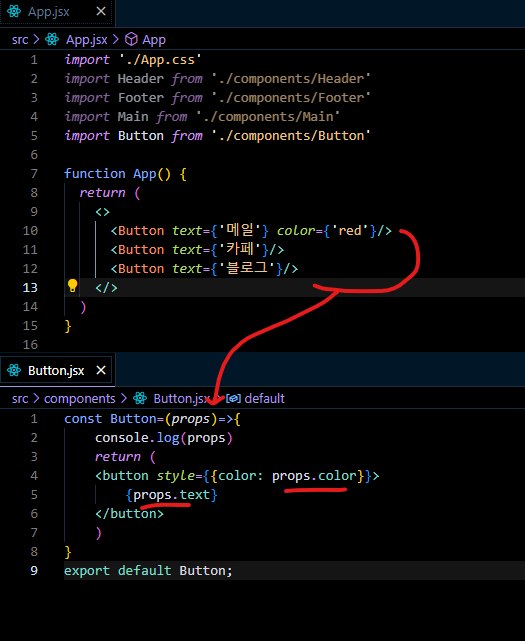 App.jsx
src > App.jsx > App
1 import './App.css'
2 import Header from './components/Header'
3 import Footer from './components/Footer'
4 import Main from './components/Main'
5 import Button from './components/Button'
6
7 function App() {
8 return (
9 <>
10 <Button text={'메일'} color={'red'}/>
11 <Button text={'카페'}/>
12 <Button text={'블로그'}/>
13 </>
14 )
15 }
16
Button.jsx
src > components > Button.jsx > default
1 const Button=(props)=>{
2 console.log(props)
3 return (
4 <button style={{color: props.color}}>
5 {props.text}
6 </button>
7 )
8 }
9 export default Button;